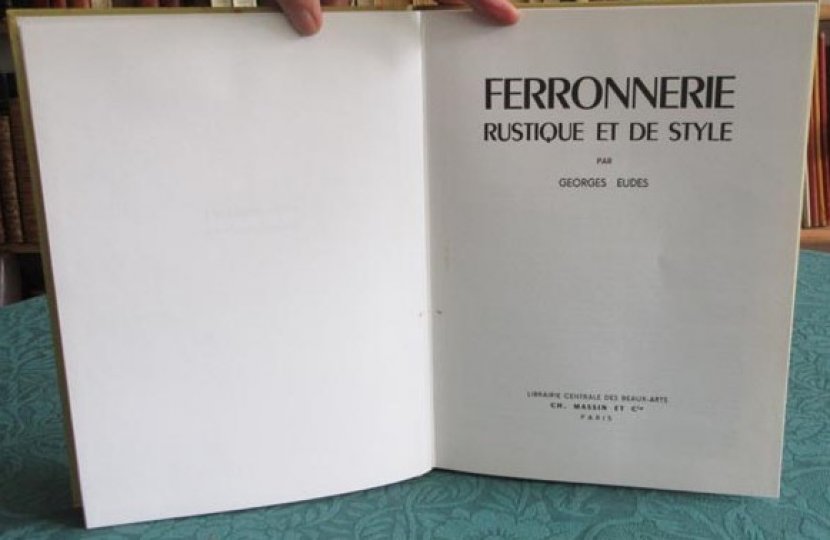 FERRONNERIE
RUSTIQUE ET DE STYLE
PAR
GEORGES EUDES
LIBRAIRIE CENTRALE DES BEAUX-ARTS
CH. MASSIN ET Cie
PARIS